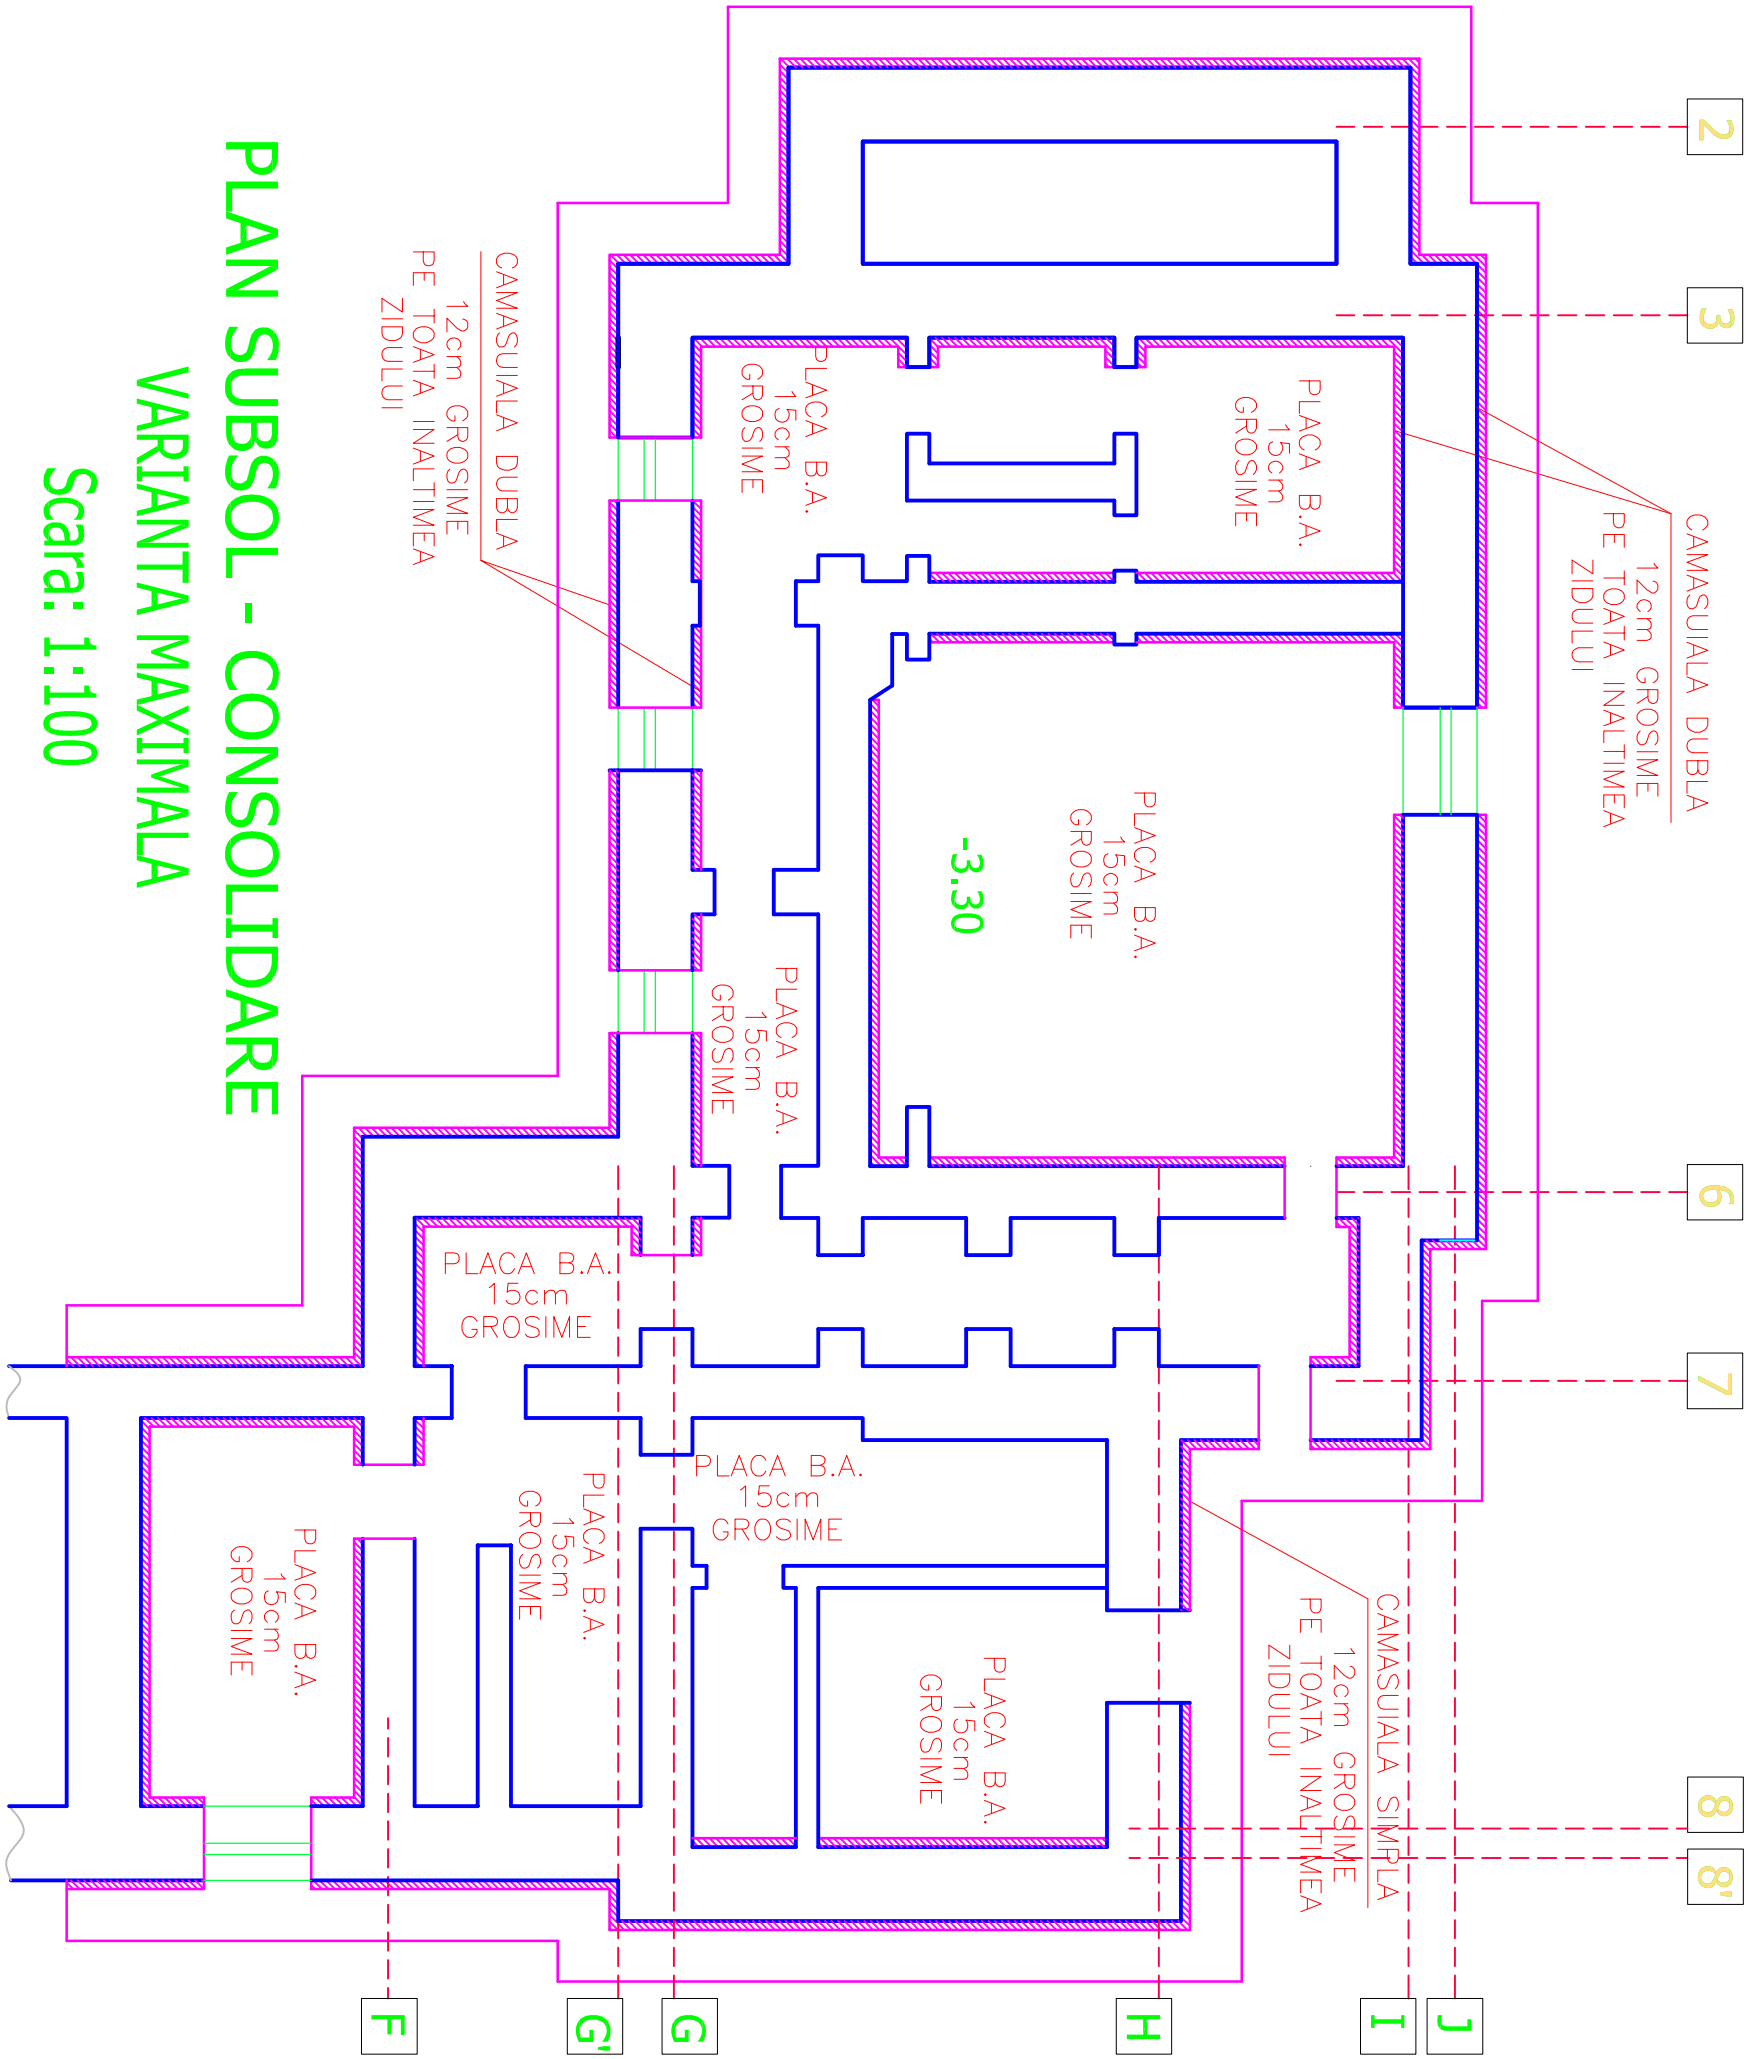 PLAN SUBSOL - CONSOLIDARE
VARIANTA MAXIMALA
Scara: 1:100
2
3
6
7
8
8'
J
I
H
G
G'
F
CAMASUIALA DUBLA
12cm GROSIME
PE TOATA INALTIMEA
ZIDULUI
CAMASUIALA DUBLA
12cm GROSIME
PE TOATA INALTIMEA
ZIDULUI
CAMASUIALA SIMPLA
12cm GROSIME
PE TOATA INALTIMEA
ZIDULUI
PLACA B.A.
15cm
GROSIME
PLACA B.A.
15cm
GROSIME
PLACA B.A.
15cm
GROSIME
-3.30
PLACA B.A.
15cm
GROSIME
PLACA B.A.
15cm
GROSIME
PLACA B.A.
15cm
GROSIME
PLACA B.A.
15cm
GROSIME
PLACA B.A.
15cm
GROSIME
PLACA B.A.
15cm
GROSIME